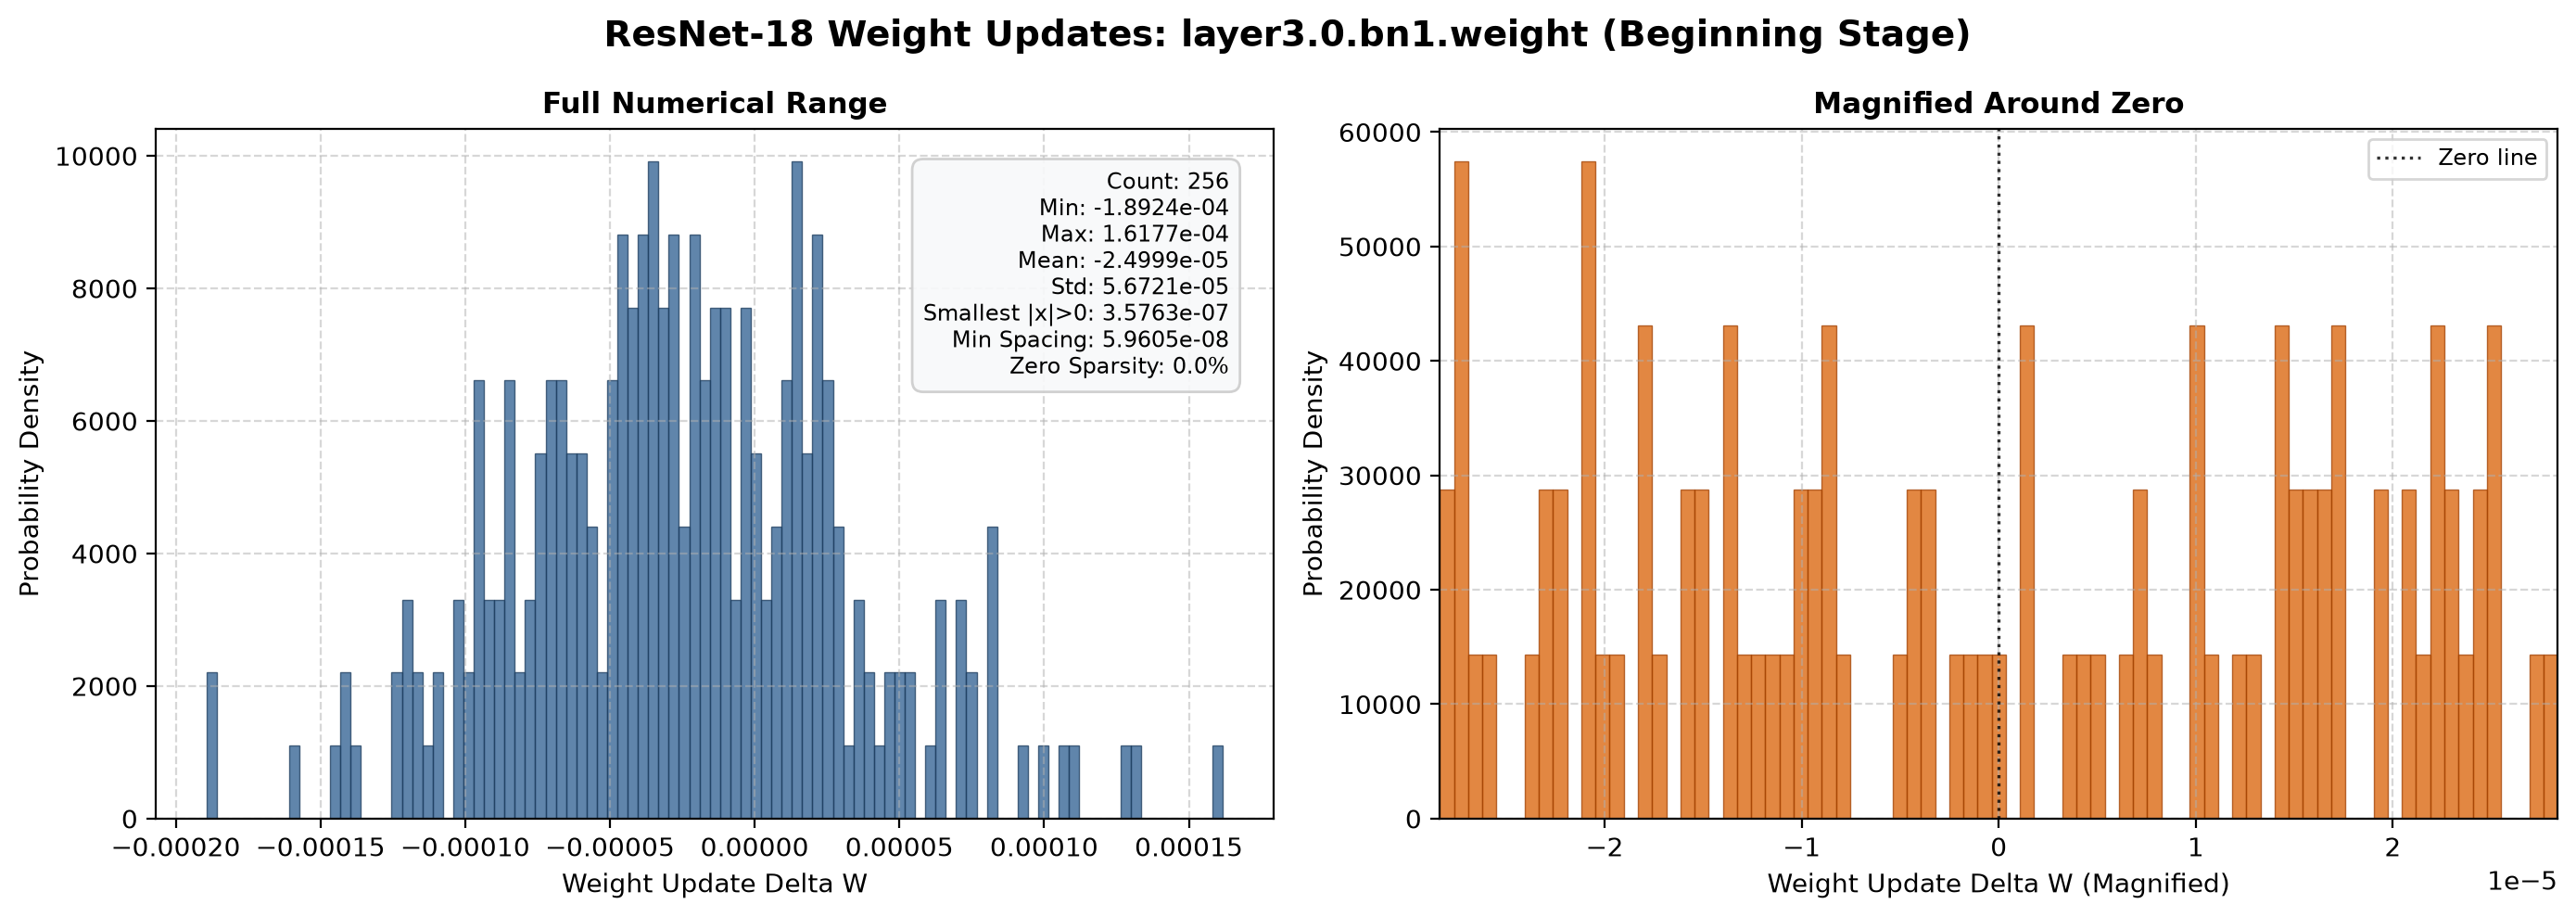 ResNet-18 Weight Updates: layer3.0.bn1.weight (Beginning Stage)
Full Numerical Range
Probability Density
10000
8000
6000
4000
2000
0
Count: 256
Min: -1.8924e-04
Max: 1.6177e-04
Mean: -2.4999e-05
Std: 5.6721e-05
Smallest |x|>0: 3.5763e-07
Min Spacing: 5.9605e-08
Zero Sparsity: 0.0%
−0.00020 −0.00015 −0.00010 −0.00005 0.00000 0.00005 0.00010 0.00015
Weight Update Delta W
Magnified Around Zero
Probability Density
60000
50000
40000
30000
20000
10000
0
Zero line
−2 −1 0 1 2
1e−5
Weight Update Delta W (Magnified)